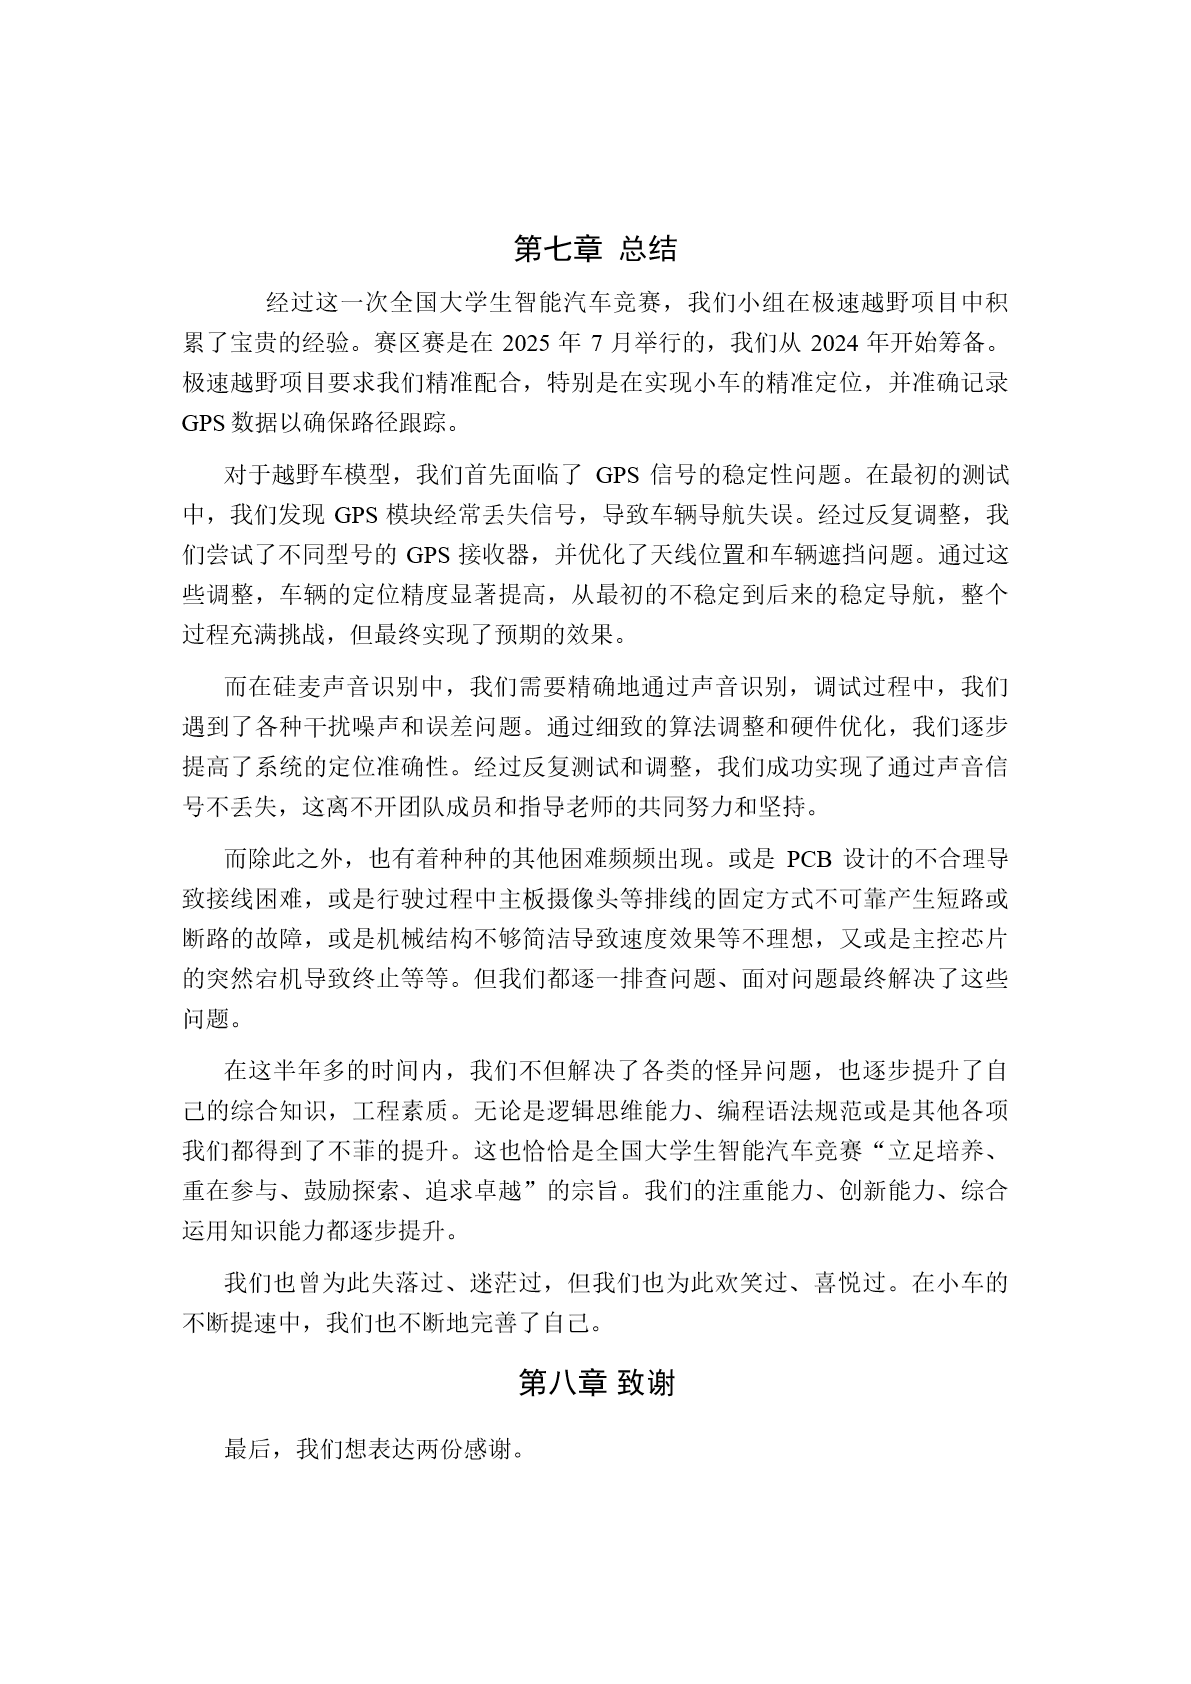 第七章 总结
经过这一次全国大学生智能汽车竞赛，我们小组在极速越野项目中积
累了宝贵的经验。赛区赛是在 2025 年 7 月举行的，我们从 2024 年开始筹备。
极速越野项目要求我们精准配合，特别是在实现小车的精准定位，并准确记录
GPS 数据以确保路径跟踪。
对于越野车模型，我们首先面临了 GPS 信号的稳定性问题。在最初的测试
中，我们发现 GPS 模块经常丢失信号，导致车辆导航失误。经过反复调整，我
们尝试了不同型号的 GPS 接收器，并优化了天线位置和车辆遮挡问题。通过这
些调整，车辆的定位精度显著提高，从最初的不稳定到后来的稳定导航，整个
过程充满挑战，但最终实现了预期的效果。
而在硅麦声音识别中，我们需要精确地通过声音识别，调试过程中，我们
遇到了各种干扰噪声和误差问题。通过细致的算法调整和硬件优化，我们逐步
提高了系统的定位准确性。经过反复测试和调整，我们成功实现了通过声音信
号不丢失，这离不开团队成员和指导老师的共同努力和坚持。
而除此之外，也有着种种的其他困难频频出现。或是 PCB 设计的不合理导
致接线困难，或是行驶过程中主板摄像头等排线的固定方式不可靠产生短路或
断路的故障，或是机械结构不够简洁导致速度效果等不理想，又或是主控芯片
的突然宕机导致终止等等。但我们都逐一排查问题、面对问题最终解决了这些
问题。
在这半年多的时间内，我们不但解决了各类的怪异问题，也逐步提升了自
己的综合知识，工程素质。无论是逻辑思维能力、编程语法规范或是其他各项
我们都得到了不菲的提升。这也恰恰是全国大学生智能汽车竞赛“立足培养、
重在参与、鼓励探索、追求卓越”的宗旨。我们的注重能力、创新能力、综合
运用知识能力都逐步提升。
我们也曾为此失落过、迷茫过，但我们也为此欢笑过、喜悦过。在小车的
不断提速中，我们也不断地完善了自己。
第八章 致谢
最后，我们想表达两份感谢。